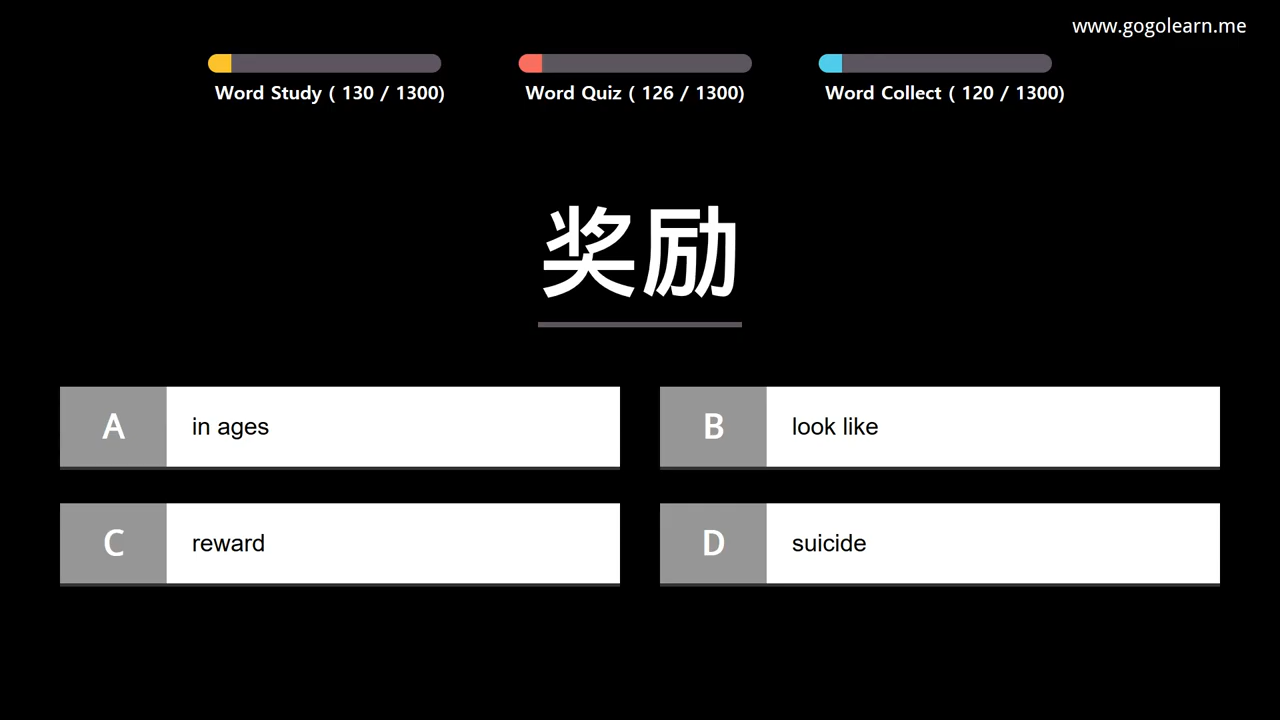 www.gogolearn.me
Word Study ( 130 / 1300)
Word Quiz ( 126 / 1300)
Word Collect ( 120 / 1300)
奖励
A
in ages
B
look like
C
reward
D
suicide